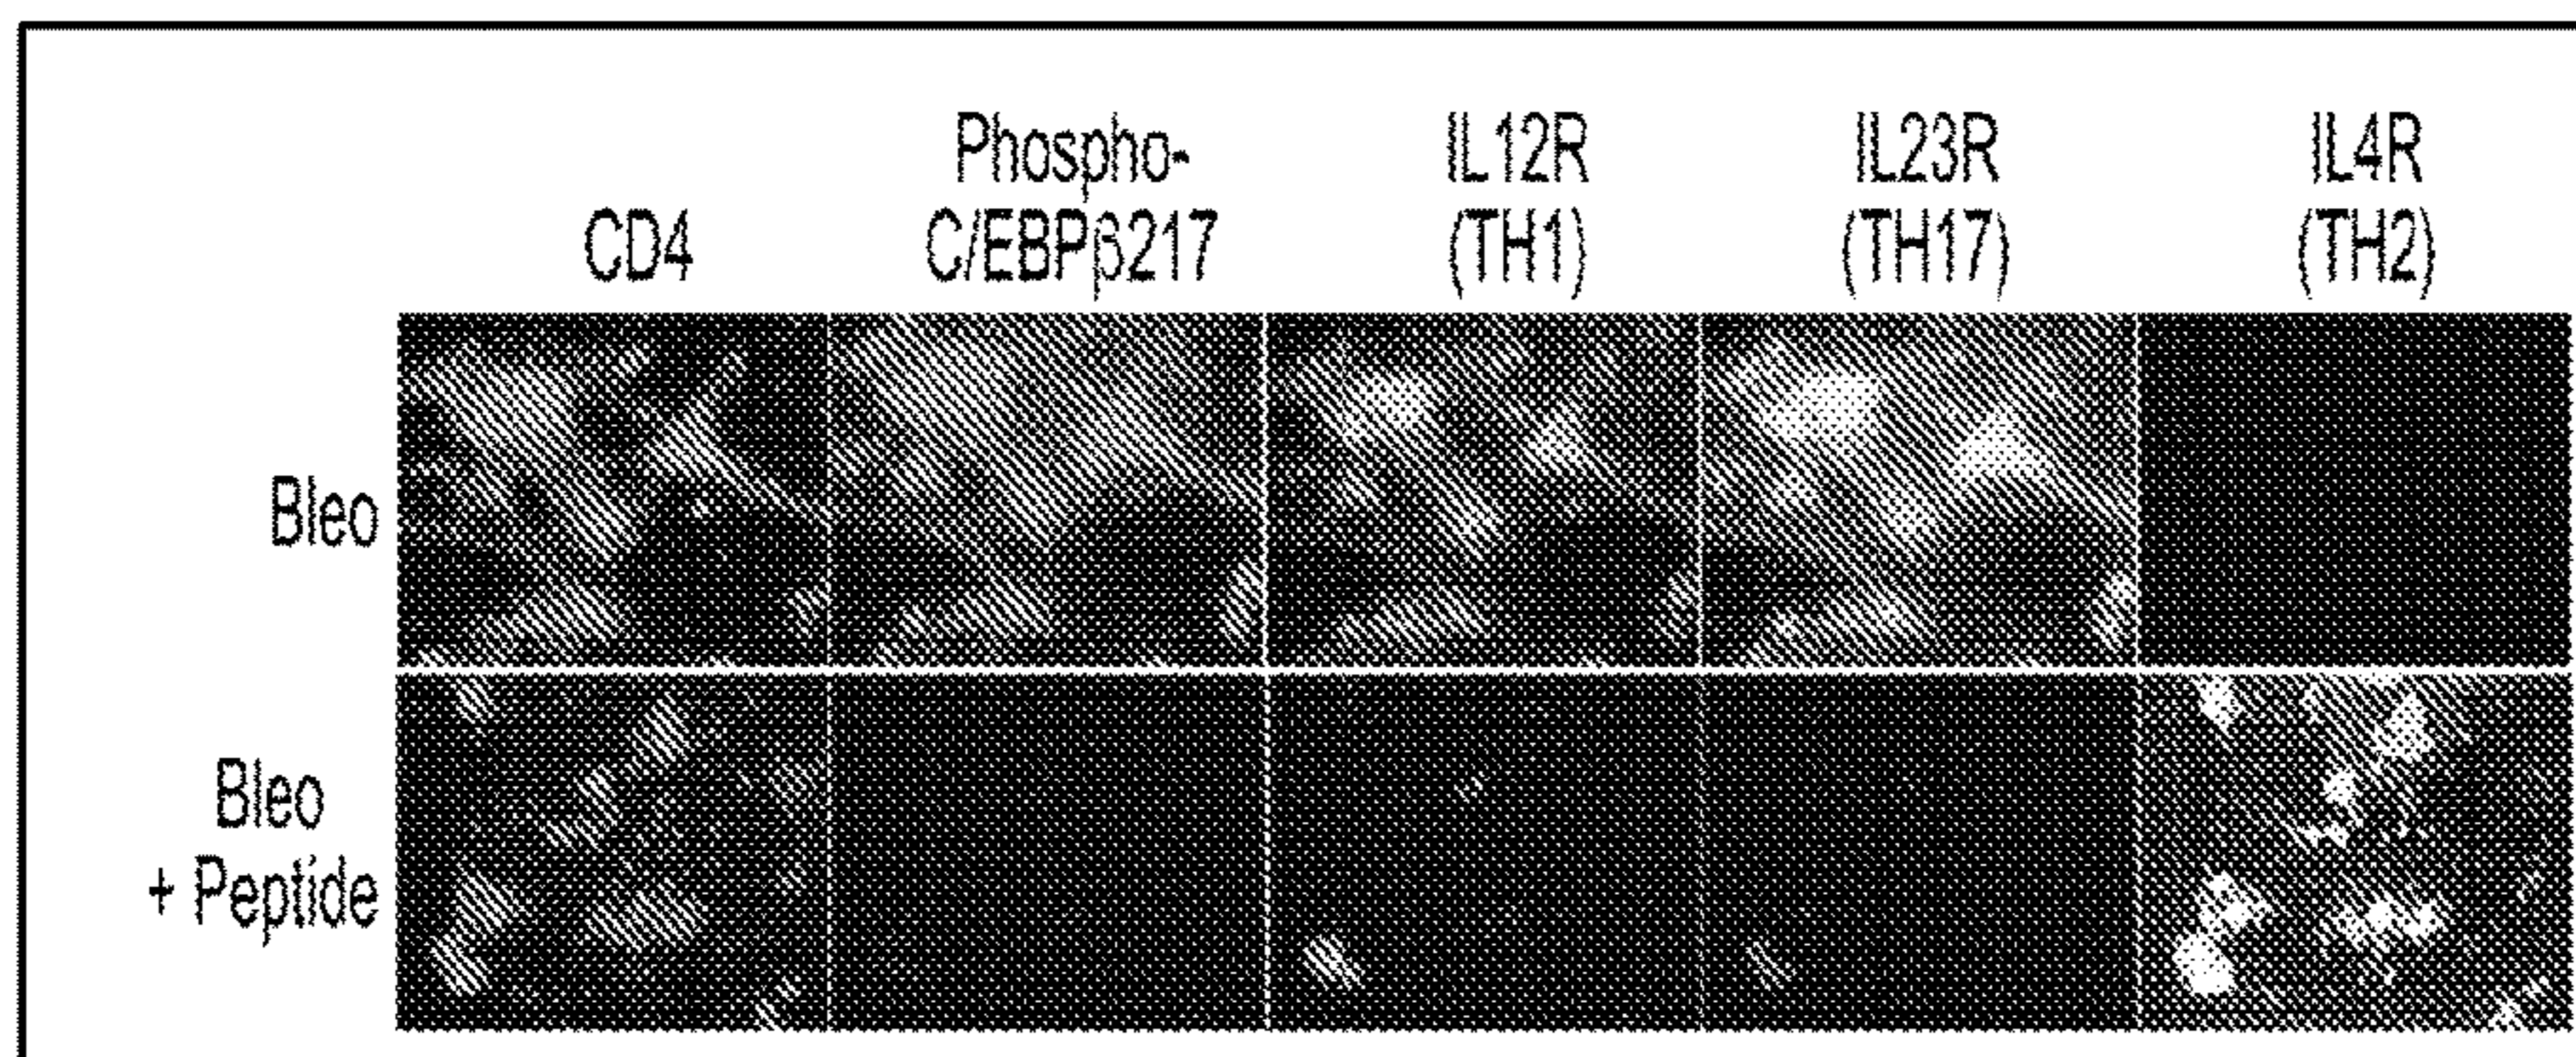 CD4
Phospho-
C/EBPβ217
IL12R
(TH1)
IL23R
(TH17)
IL4R
(TH2)
Bleo
Bleo
+ Peptide